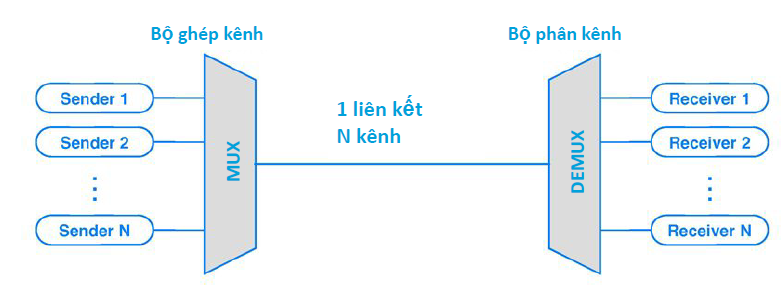 Bộ ghép kênh
Bộ phân kênh
Sender 1
Sender 2
⋮
Sender N
MUX
1 liên kết
N kênh
DEMUX
Receiver 1
Receiver 2
⋮
Receiver N